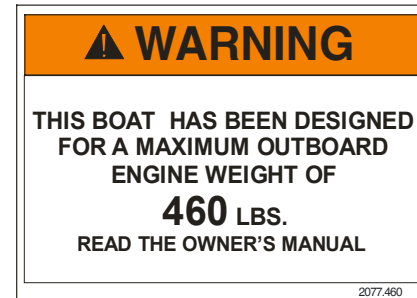 WARNING
THIS BOAT HAS BEEN DESIGNED
FOR A MAXIMUM OUTBOARD
ENGINE WEIGHT OF
460 LBS.
READ THE OWNER'S MANUAL
2077.460